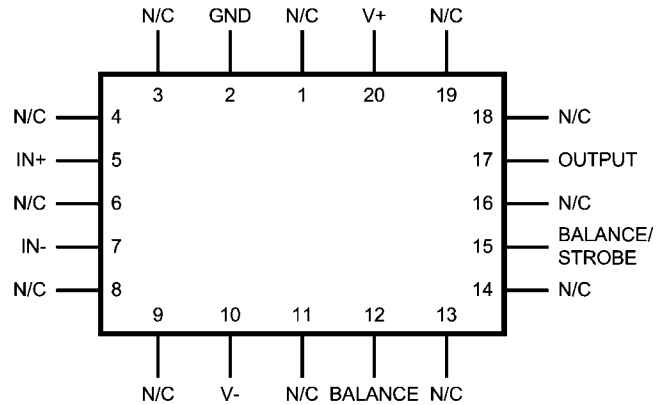 N/C GND N/C V+ N/C
3 2 1 20 19
N/C 4 18 N/C
IN+ 5 17 OUTPUT
N/C 6 16 N/C
IN- 7 15 BALANCE/
STROBE
N/C 8 14 N/C
9 10 11 12 13
N/C V- N/C BALANCE N/C